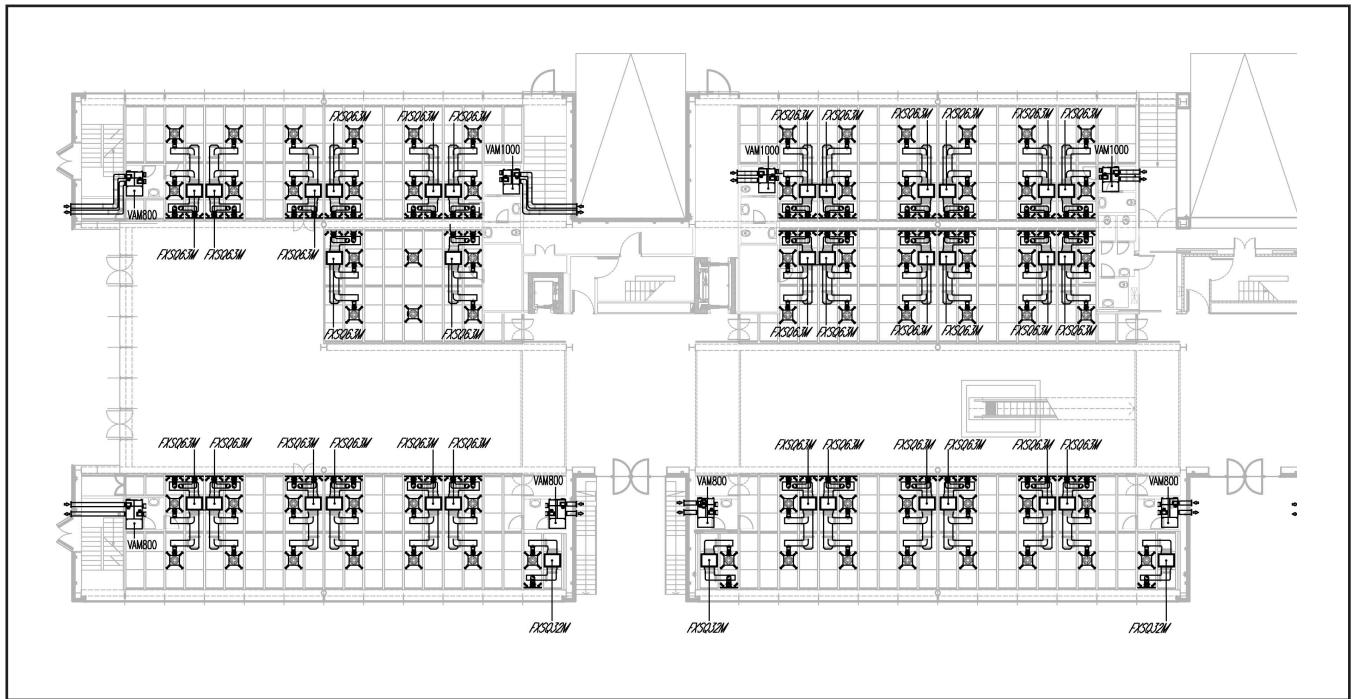 FXSQ63M FXSQ63M FXSQ63M FXSQ63M FXSQ63M FXSQ63M FXSQ63M FXSQ63M FXSQ63M
VAM1000 VAM1000 VAM1000
VAM800
FXSQ63M FXSQ63M FXSQ63M
FXSQ63M FXSQ63M FXSQ63M FXSQ63M FXSQ63M FXSQ63M FXSQ63M FXSQ63M
FXSQ63M FXSQ63M FXSQ63M FXSQ63M FXSQ63M FXSQ63M FXSQ63M FXSQ63M FXSQ63M FXSQ63M FXSQ63M FXSQ63M
VAM800 VAM800 VAM800
VAM800
FXSQ32M FXSQ32M FXSQ32M